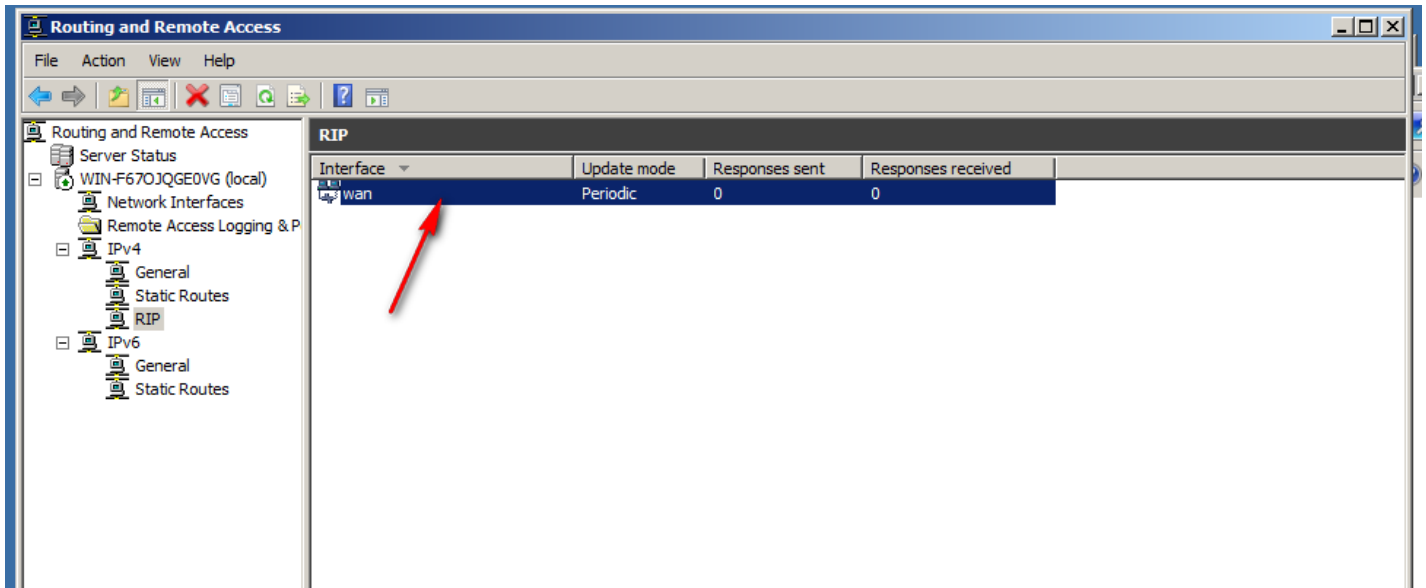 Routing and Remote Access
File Action View Help
Routing and Remote Access
Server Status
WIN-F67OJQGE0VG (local)
Network Interfaces
Remote Access Logging & P
IPv4
General
Static Routes
RIP
IPv6
General
Static Routes
RIP
Interface Update mode Responses sent Responses received
wan Periodic 0 0